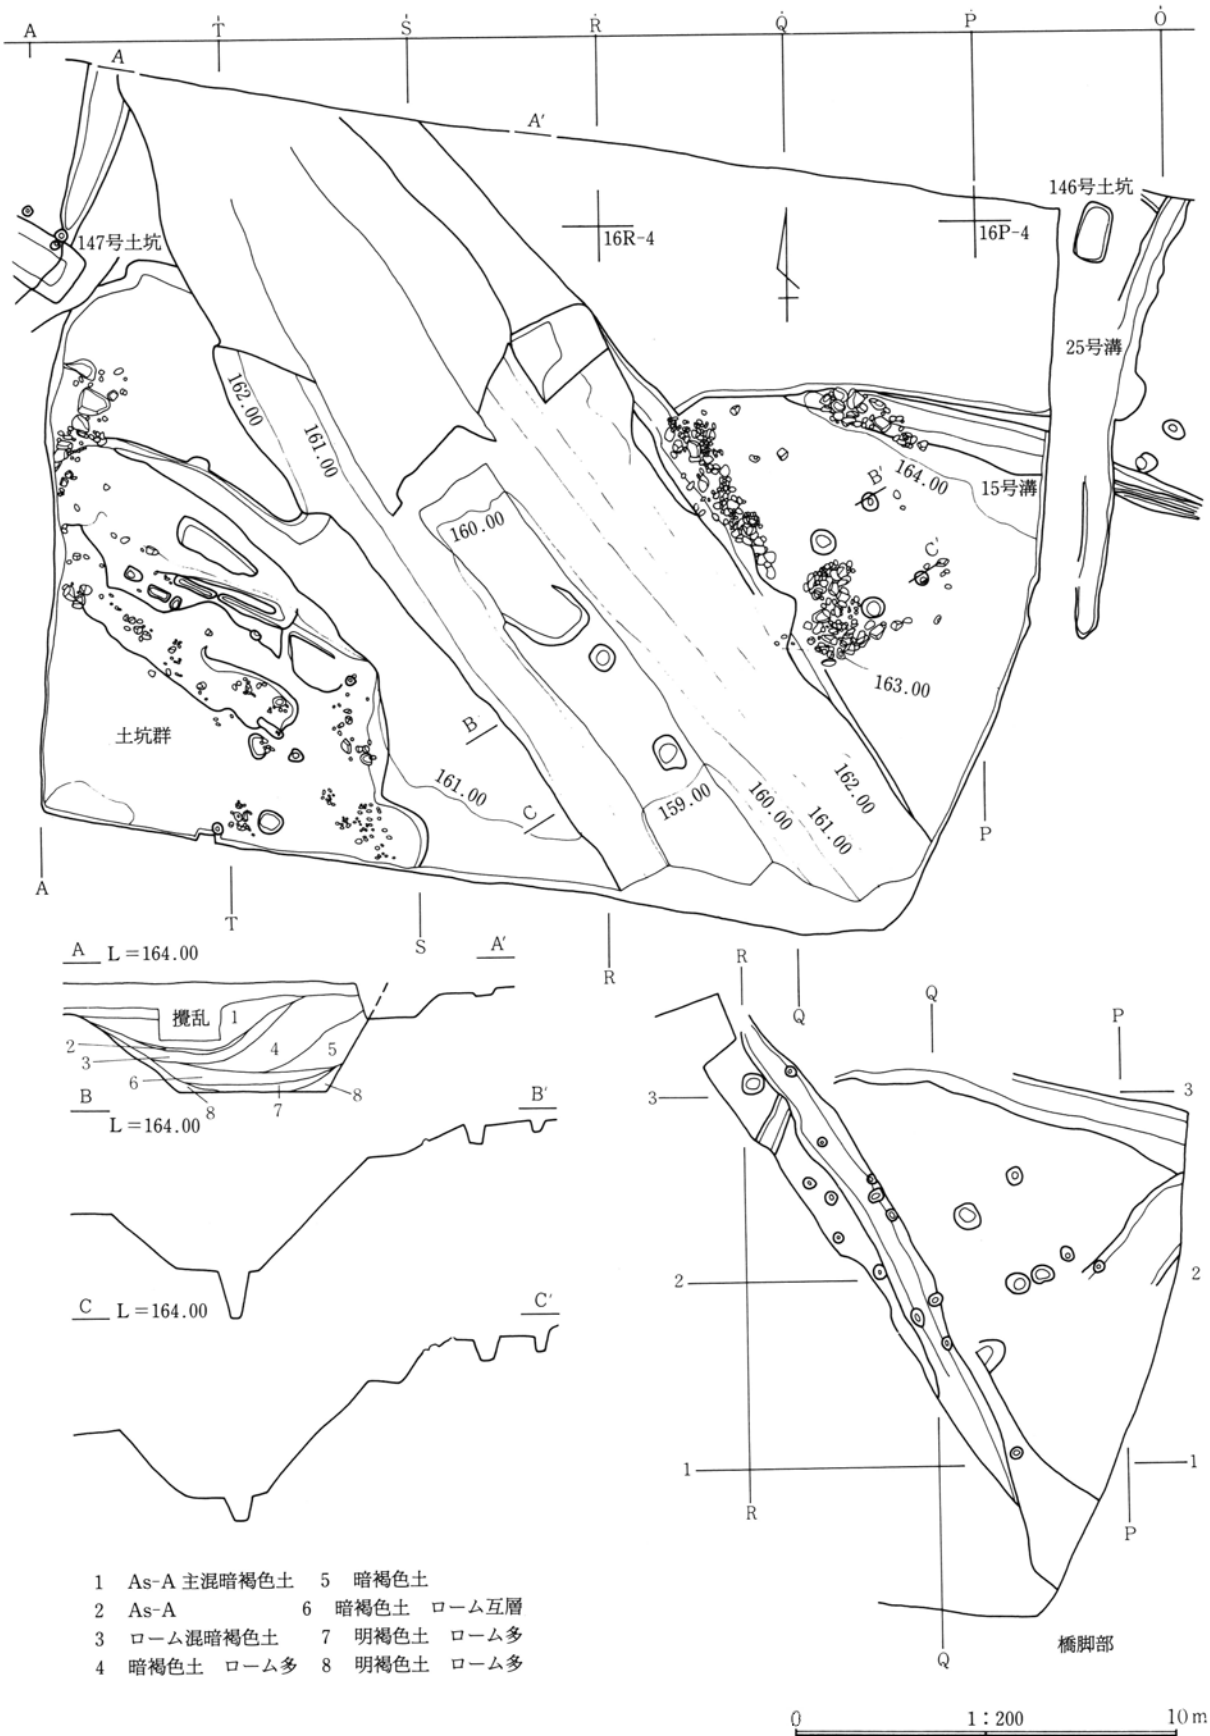 A T S R Q P O
A
A'
146号土坑
147号土坑
16R-4
16P-4
25号溝
162.00
161.00
164.00
15号溝
B'
160.00
C'
163.00
土坑群
B
161.00
C
159.00
160.00
161.00
162.00
P
A
T
S
R
Q
A L=164.00 A'
攪乱
1
2
3
4
5
6
7
8
8
B B'
L=164.00
C L=164.00 C'
R
Q
P
3
3
2
2
1
1
R
P
Q
橋脚部
1 As-A 主混暗褐色土 5 暗褐色土
2 As-A 6 暗褐色土 ローム互層
3 ローム混暗褐色土 7 明褐色土 ローム多
4 暗褐色土 ローム多 8 明褐色土 ローム多
0 1:200 10m